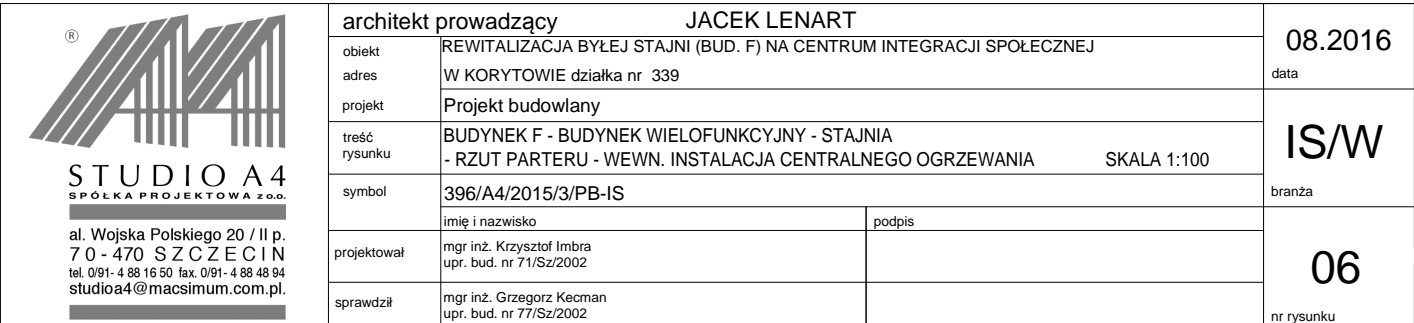 ®
STUDIO A4
SPÓŁKA PROJEKTOWA z o.o.
al. Wojska Polskiego 20 / II p.
70-470 SZCZECIN
tel. 0/91- 4 88 16 50 fax. 0/91- 4 88 48 94
studioa4@macsimum.com.pl.
architekt prowadzący JACEK LENART
obiekt REWITALIZACJA BYŁEJ STAJNI (BUD. F) NA CENTRUM INTEGRACJI SPOŁECZNEJ
adres W KORYTOWIE działka nr 339
projekt Projekt budowlany
treść BUDYNEK F - BUDYNEK WIELOFUNKCYJNY - STAJNIA
rysunku - RZUT PARTERU - WEWN. INSTALACJA CENTRALNEGO OGRZEWANIA SKALA 1:100
symbol 396/A4/2015/3/PB-IS
imię i nazwisko podpis
projektował mgr inż. Krzysztof Imbra
upr. bud. nr 71/Sz/2002
sprawdził mgr inż. Grzegorz Kecman
upr. bud. nr 77/Sz/2002
08.2016
data
IS/W
branża
06
nr rysunku